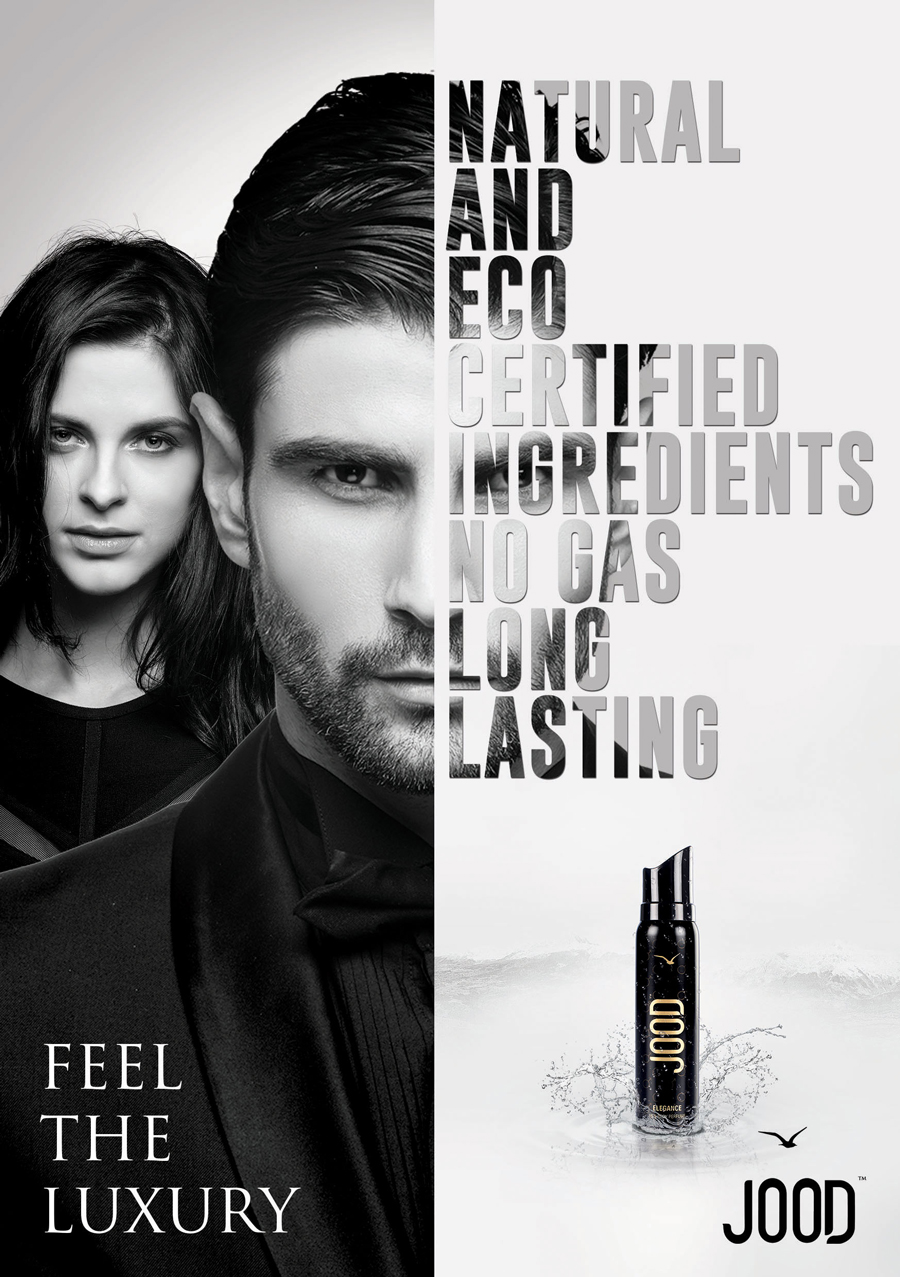 NATURAL
AND
ECO
CERTIFIED
INGREDIENTS
NO GAS
LONG
LASTING
FEEL
THE
LUXURY
JOOD
ELEGANCE
JOOD™